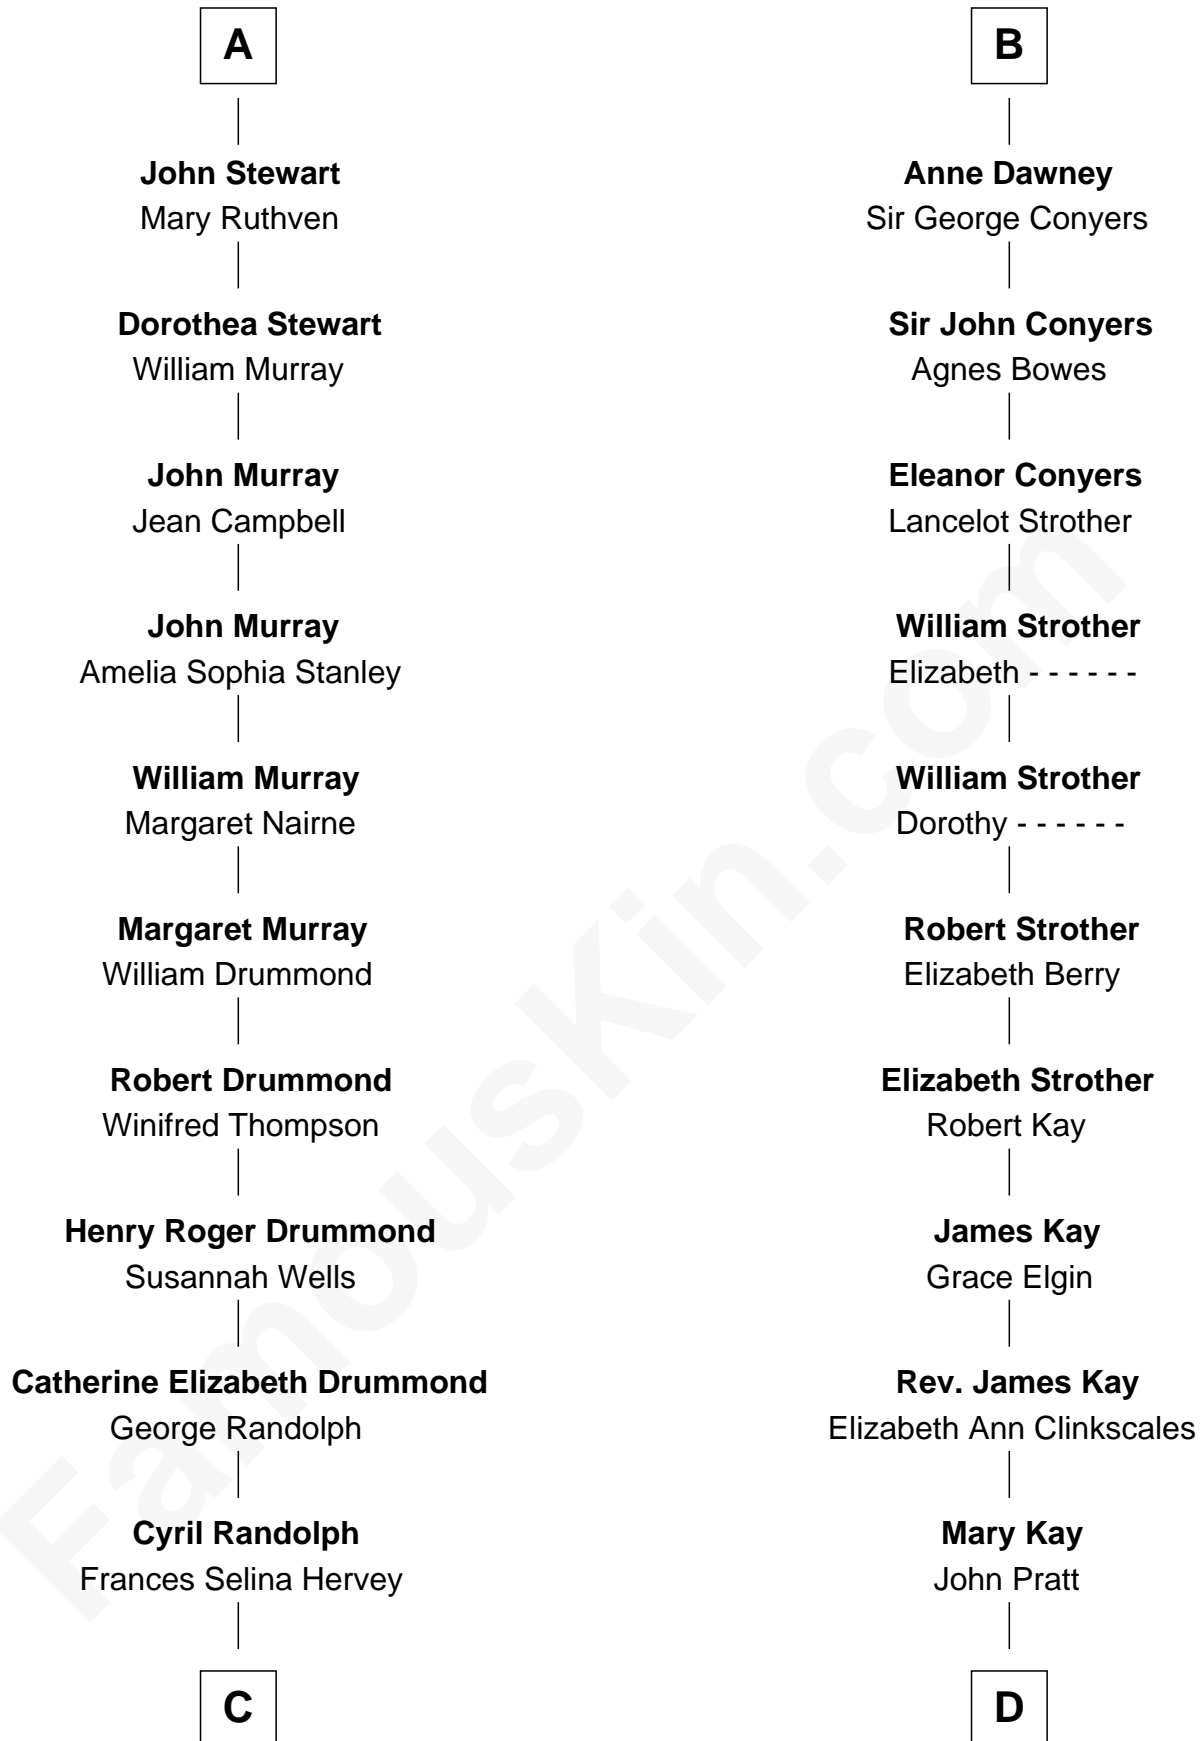 A
John Stewart
Mary Ruthven
Dorothea Stewart
William Murray
John Murray
Jean Campbell
John Murray
Amelia Sophia Stanley
William Murray
Margaret Nairne
Margaret Murray
William Drummond
Robert Drummond
Winifred Thompson
Henry Roger Drummond
Susannah Wells
Catherine Elizabeth Drummond
George Randolph
Cyril Randolph
Frances Selina Hervey
C
B
Anne Dawney
Sir George Conyers
Sir John Conyers
Agnes Bowes
Eleanor Conyers
Lancelot Strother
William Strother
Elizabeth - - - - - -
William Strother
Dorothy - - - - - -
Robert Strother
Elizabeth Berry
Elizabeth Strother
Robert Kay
James Kay
Grace Elgin
Rev. James Kay
Elizabeth Ann Clinkscales
Mary Kay
John Pratt
D
FamousKin.com